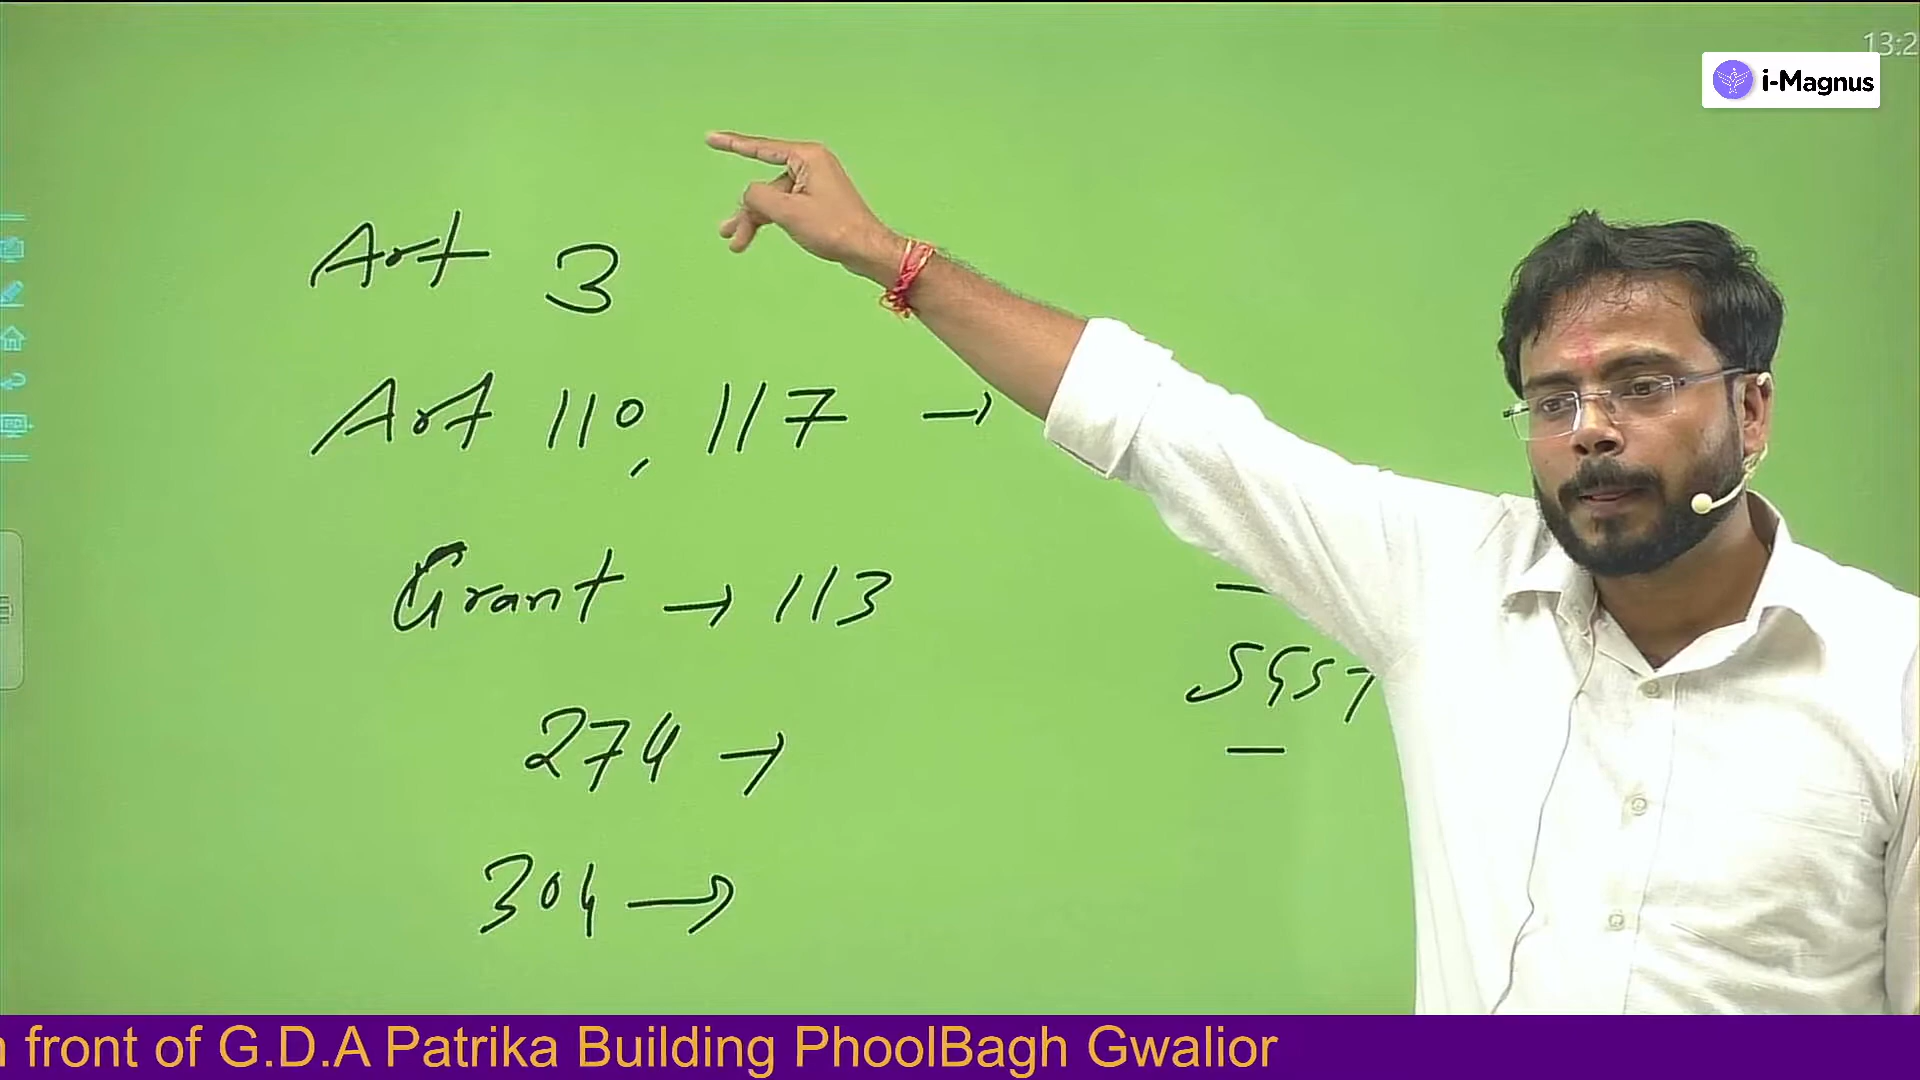 13:2
i-Magnus
Art 3
Art 110, 117 →
Grant → 113
274 →
304 →
front of G.D.A Patrika Building PhoolBagh Gwalior